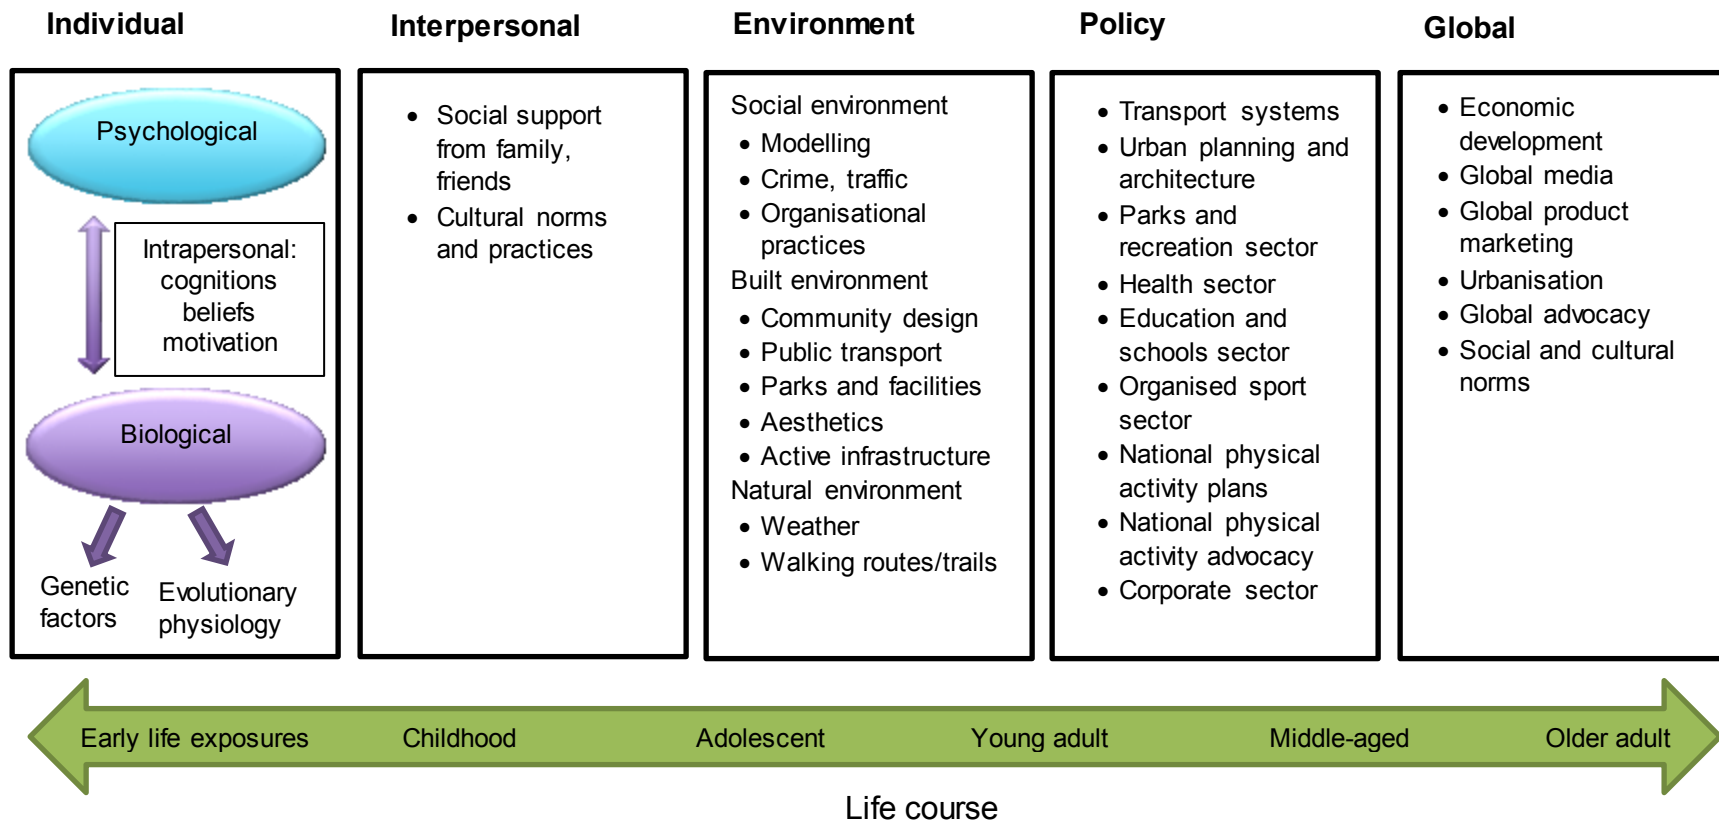 Individual
Psychological
Intrapersonal:
cognitions
beliefs
motivation
Biological
Genetic
factors
Evolutionary
physiology
Interpersonal
• Social support
from family,
friends
• Cultural norms
and practices
Environment
Social environment
• Modelling
• Crime, traffic
• Organisational
practices
Built environment
• Community design
• Public transport
• Parks and facilities
• Aesthetics
• Active infrastructure
Natural environment
• Weather
• Walking routes/trails
Policy
• Transport systems
• Urban planning and
architecture
• Parks and
recreation sector
• Health sector
• Education and
schools sector
• Organised sport
sector
• National physical
activity plans
• National physical
activity advocacy
• Corporate sector
Global
• Economic
development
• Global media
• Global product
marketing
• Urbanisation
• Global advocacy
• Social and cultural
norms
Early life exposures Childhood Adolescent Young adult Middle-aged Older adult
Life course